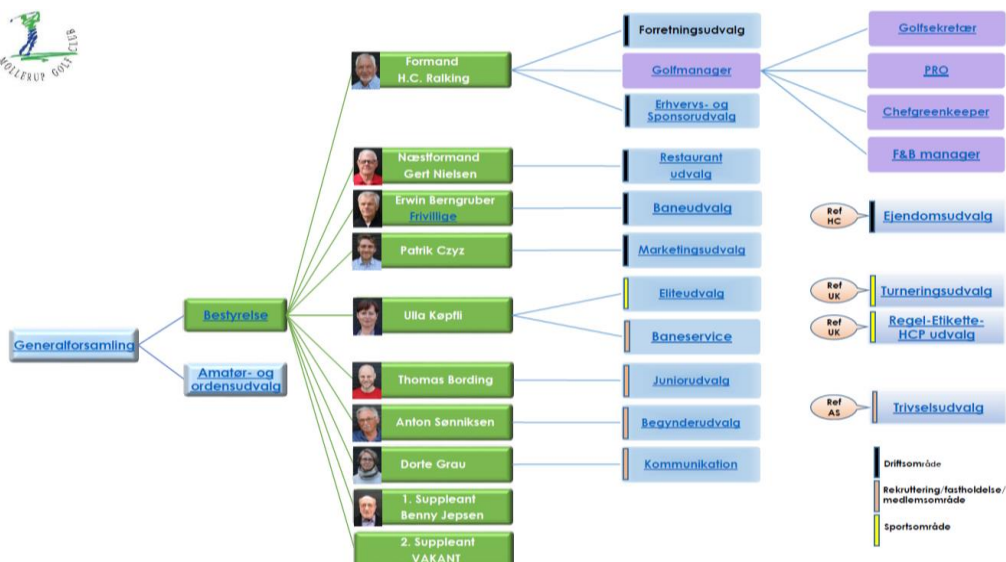 MOLLERUP GOLF CLUB
Generalforsamling
Bestyrelse
Amatør- og
ordensudvalg
Formand
H.C. Ralking
Næstformand
Gert Nielsen
Erwin Berngruber
Frivillige
Patrik Czyz
Ulla Køpfli
Thomas Bording
Anton Sønniksen
Dorte Grau
1. Suppleant
Benny Jepsen
2. Suppleant
VAKANT
Forretningsudvalg
Golfmanager
Erhvervs- og
Sponsorudvalg
Restaurant
udvalg
Baneudvalg
Marketingsudvalg
Eliteudvalg
Baneservice
Juniorudvalg
Begynderudvalg
Kommunikation
Golfsekretær
PRO
Chefgreenkeeper
F&B manager
Ref
HC
Ejendomsudvalg
Ref
UK
Turneringsudvalg
Ref
UK
Regel-Etikette-
HCP udvalg
Ref
AS
Trivselsudvalg
Driftsområde
Rekruttering/fastholdelse/
medlemsområde
Sportsområde